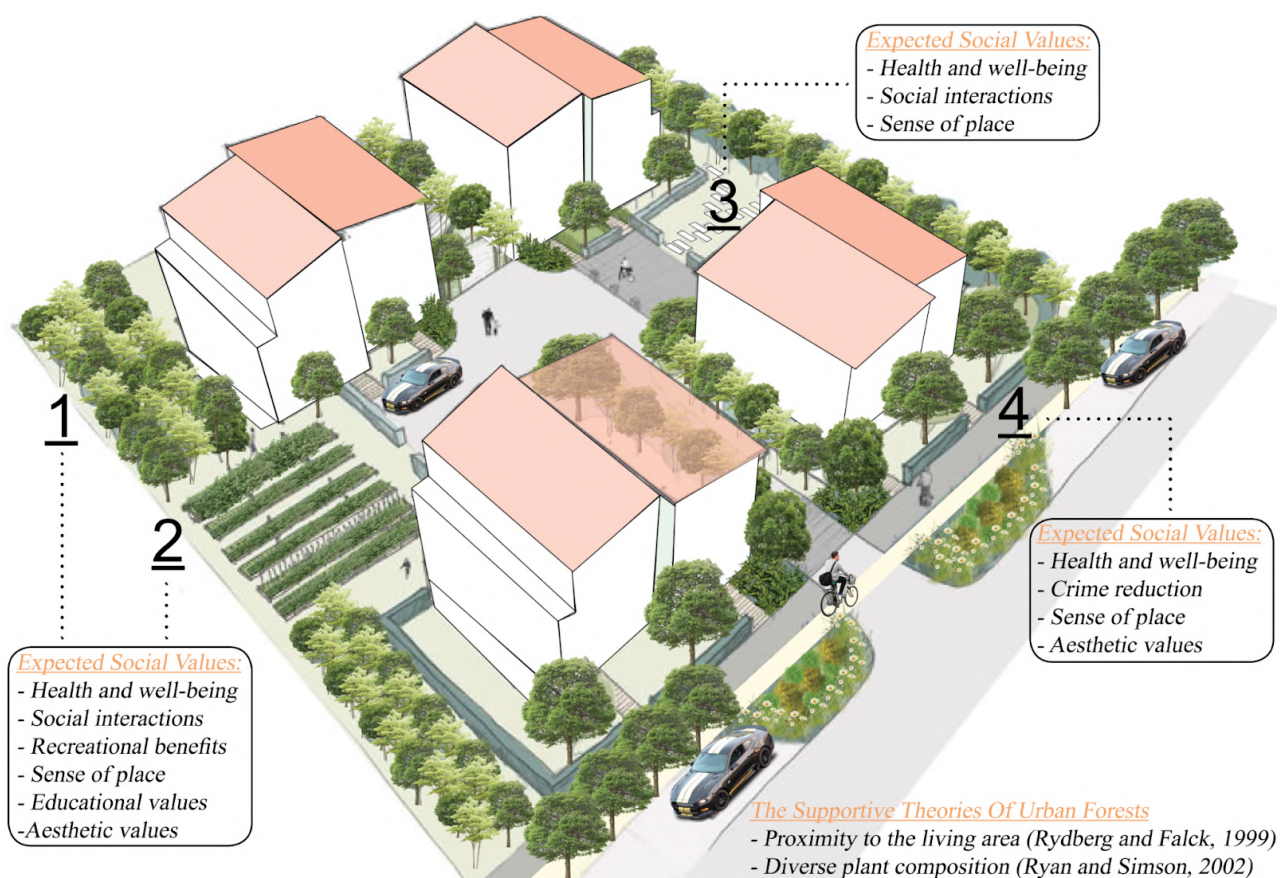 Expected Social Values:
- Health and well-being
- Social interactions
- Sense of place
3
1
4
2
Expected Social Values:
- Health and well-being
- Crime reduction
- Sense of place
- Aesthetic values
Expected Social Values:
- Health and well-being
- Social interactions
- Recreational benefits
- Sense of place
- Educational values
-Aesthetic values
The Supportive Theories Of Urban Forests
- Proximity to the living area (Rydberg and Falck, 1999)
- Diverse plant composition (Ryan and Simson, 2002)